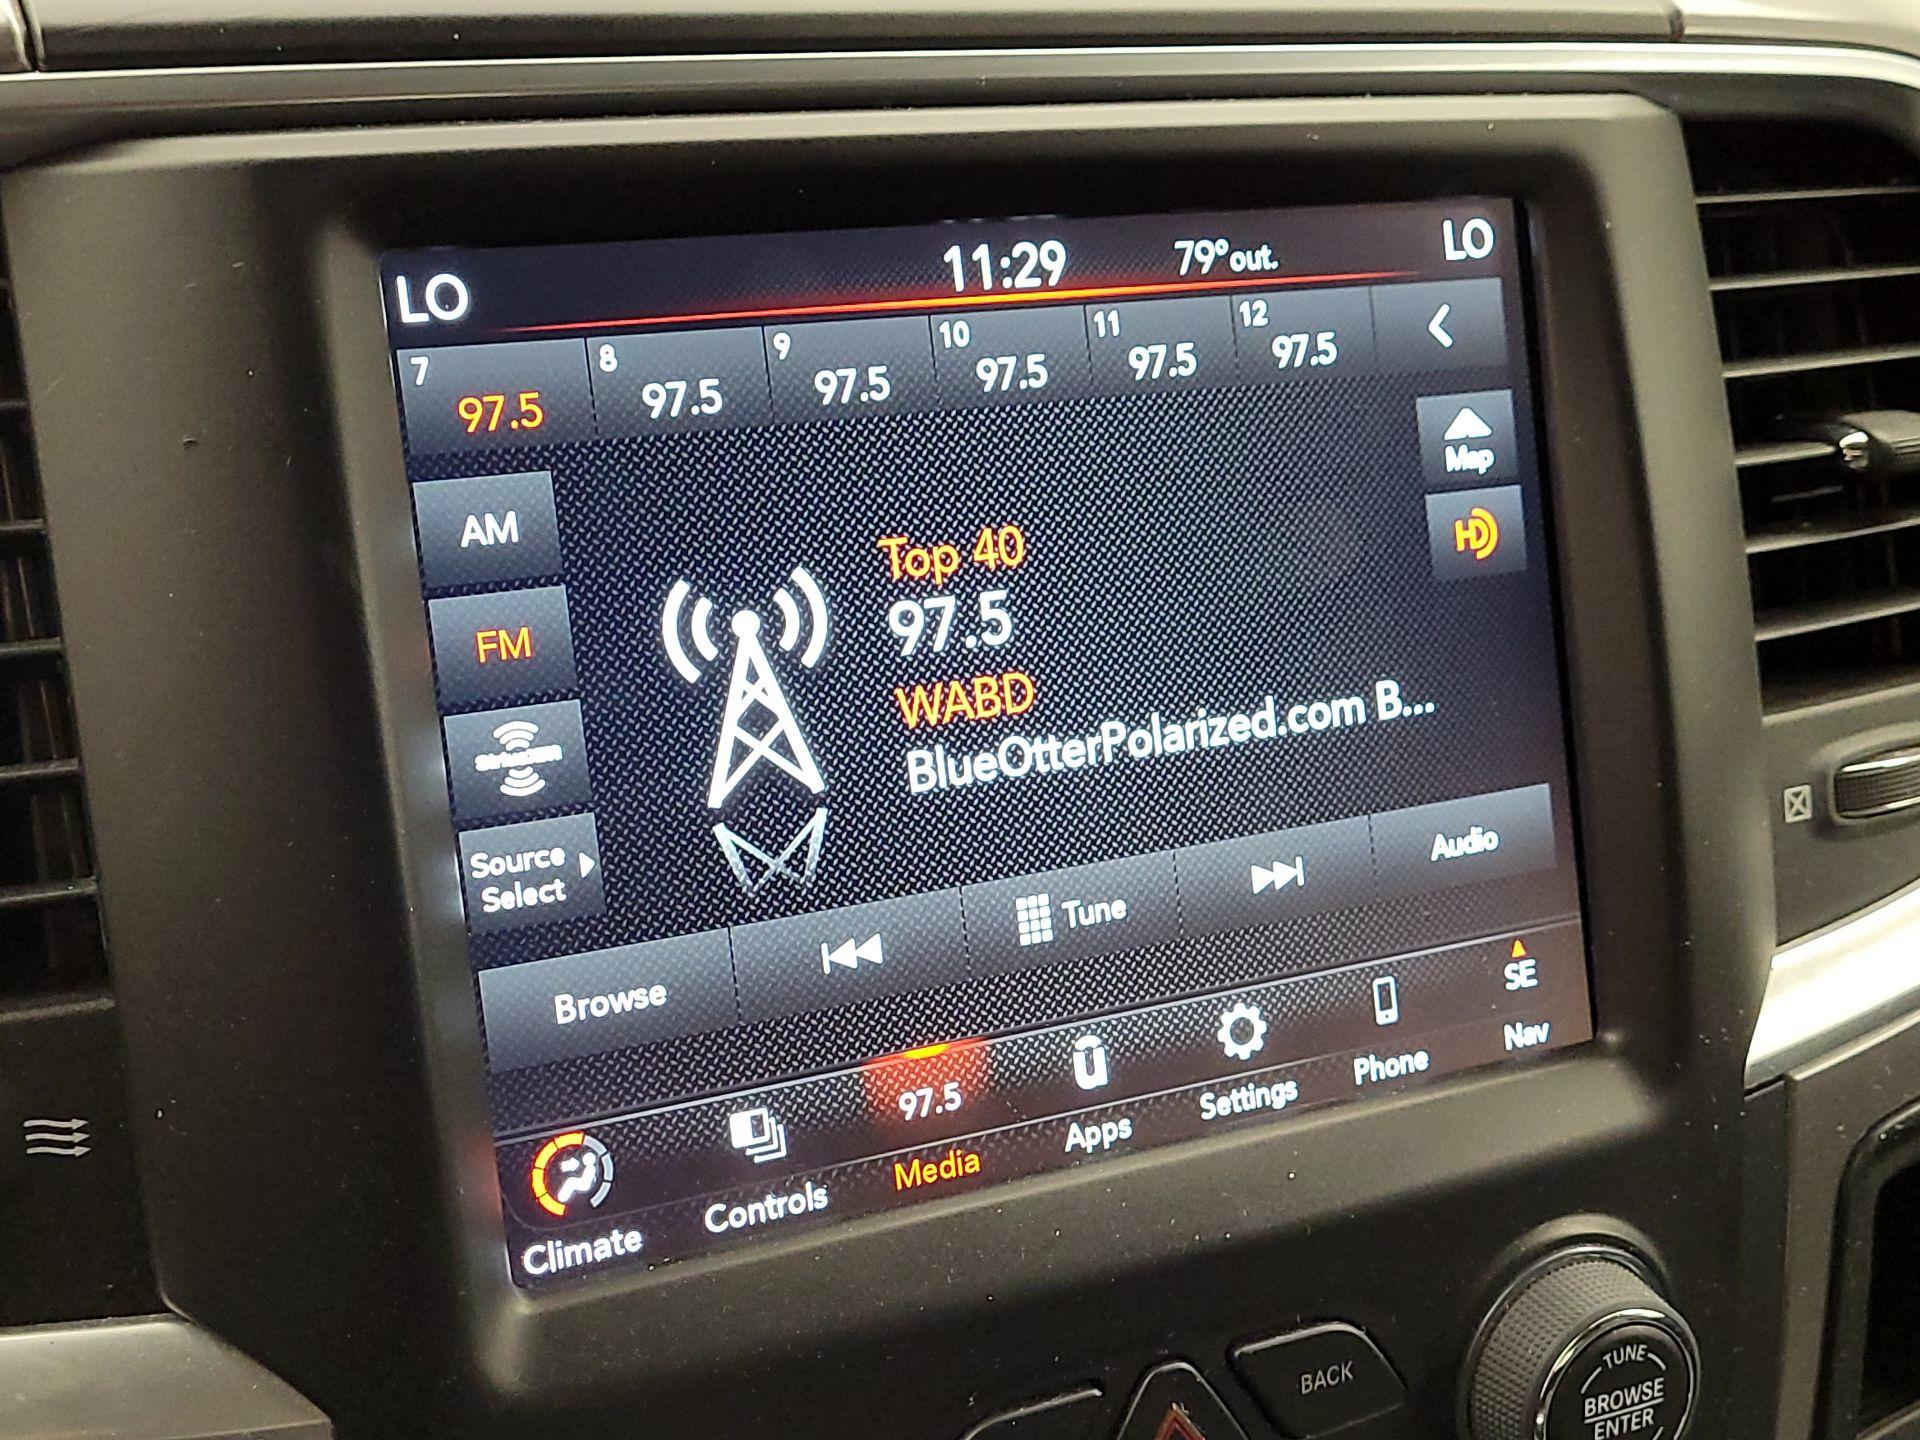 LO
11:29
79° out.
LO
7
97.5
8
97.5
9
97.5
10
97.5
11
97.5
12
97.5
Map
AM
HD
Top 40
FM
97.5
WABD
BlueOtterPolarized.com B...
SiriusXM
Source
Select
Browse
Tune
Audio
Climate
Controls
97.5
Media
Apps
Settings
Phone
SE
Nav
BACK
TUNE
BROWSE
ENTER